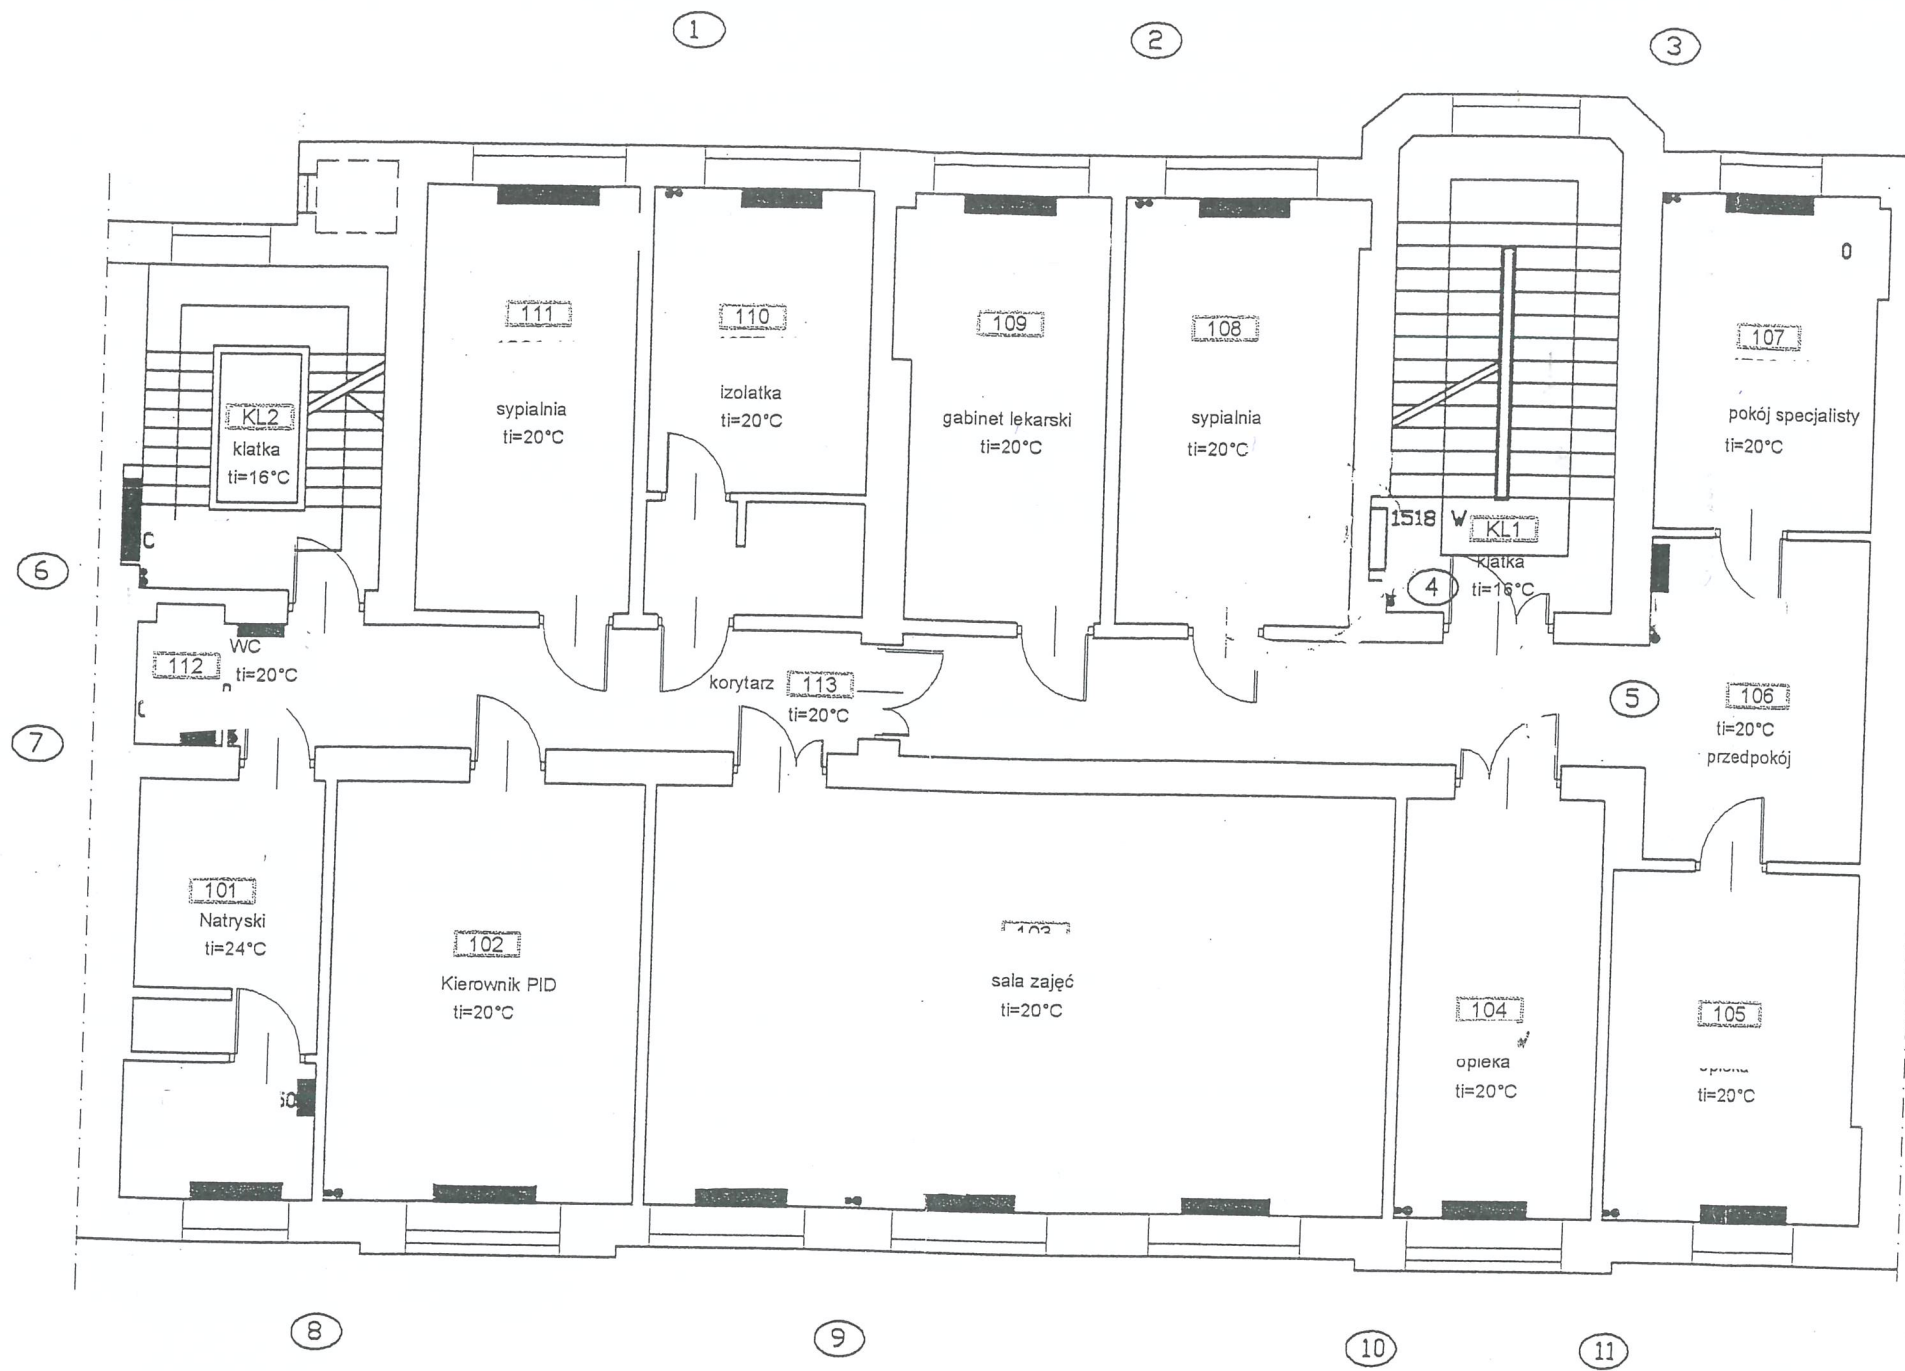 1
2
3
111
sypialnia
ti=20°C
110
izolatka
ti=20°C
109
gabinet lekarski
ti=20°C
108
sypialnia
ti=20°C
107
pokój specjalisty
ti=20°C
0
KL2
klatka
ti=16°C
C
1518 W
KL1
klatka
ti=16°C
4
6
7
WC
112
ti=20°C
korytarz
113
ti=20°C
5
106
ti=20°C
przedpokój
101
Natryski
ti=24°C
102
Kierownik PID
ti=20°C
103
sala zajęć
ti=20°C
104
opieka
ti=20°C
105
opieka
ti=20°C
8
9
10
11